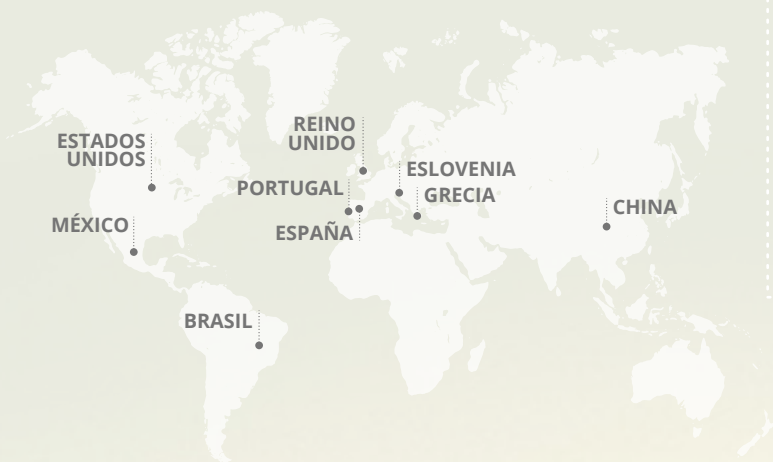 REINO
UNIDO
ESTADOS
UNIDOS
ESLOVENIA
PORTUGAL
GRECIA
CHINA
MÉXICO
ESPAÑA
BRASIL